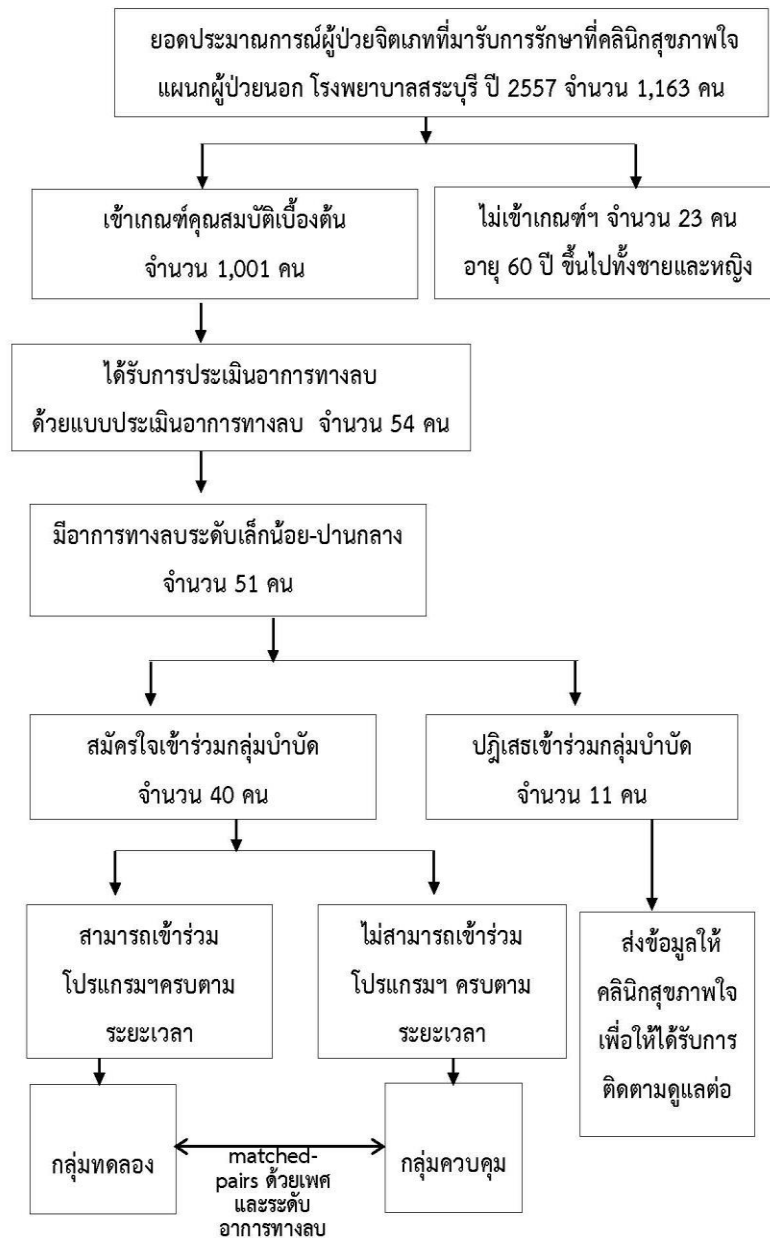 ยอดประมาณการณ์ผู้ป่วยจิตเภทที่มารับการรักษาที่คลินิกสุขภาพใจ
แผนกผู้ป่วยนอก โรงพยาบาลสระบุรี ปี 2557 จำนวน 1,163 คน
เข้าเกณฑ์คุณสมบัติเบื้องต้น
จำนวน 1,001 คน
ไม่เข้าเกณฑ์ฯ จำนวน 23 คน
อายุ 60 ปี ขึ้นไปทั้งชายและหญิง
ได้รับการประเมินอาการทางลบ
ด้วยแบบประเมินอาการทางลบ จำนวน 54 คน
มีอาการทางลบระดับเล็กน้อย-ปานกลาง
จำนวน 51 คน
สมัครใจเข้าร่วมกลุ่มบำบัด
จำนวน 40 คน
ปฎิเสธเข้าร่วมกลุ่มบำบัด
จำนวน 11 คน
สามารถเข้าร่วม
โปรแกรมฯครบตาม
ระยะเวลา
ไม่สามารถเข้าร่วม
โปรแกรมฯ ครบตาม
ระยะเวลา
ส่งข้อมูลให้
คลินิกสุขภาพใจ
เพื่อให้ได้รับการ
ติดตามดูแลต่อ
กลุ่มทดลอง
matched-
pairs ด้วยเพศ
และระดับ
อาการทางลบ
กลุ่มควบคุม